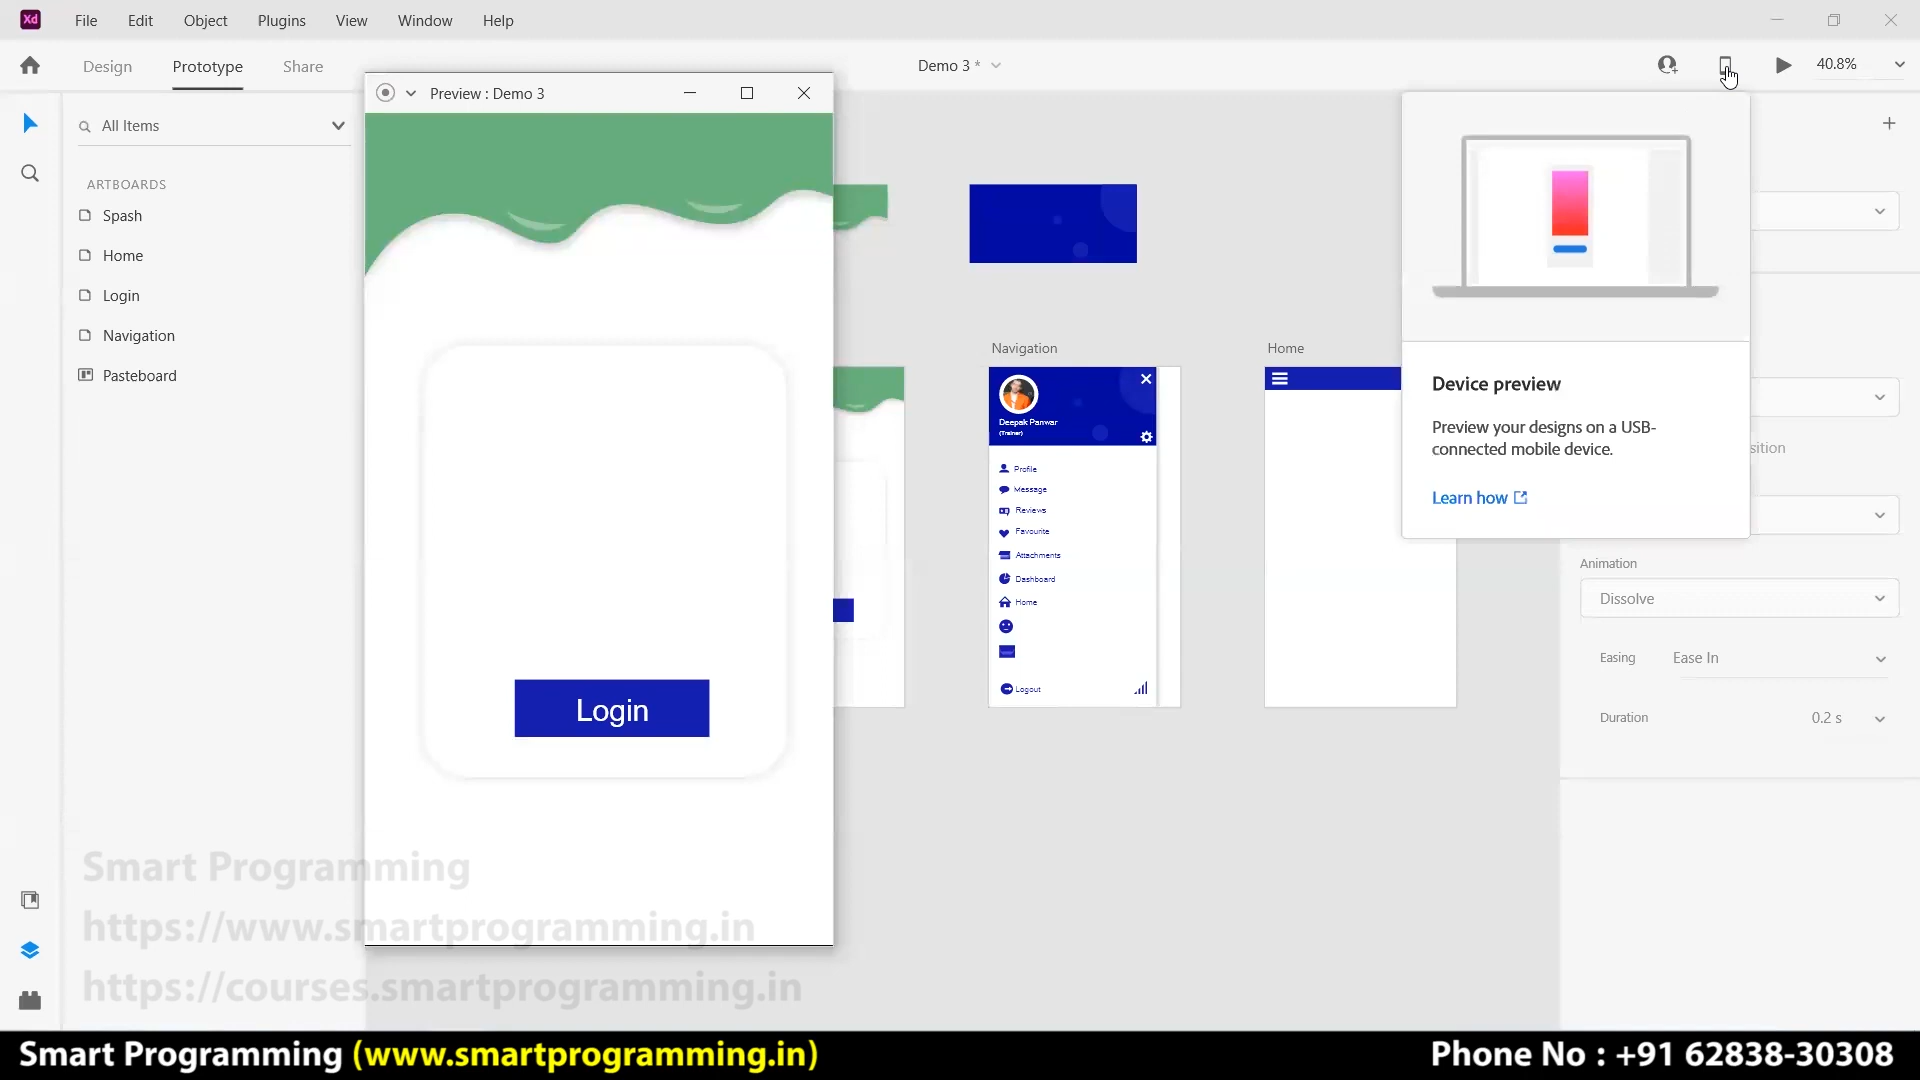 Xd File Edit Object Plugins View Window Help
Design Prototype Share Demo 3 * 40.8%
Preview : Demo 3
All Items
ARTBOARDS
Spash
Home
Login
Navigation
Pasteboard
Login
Navigation
Deepak Panwar
(Trainer)
Profile
Message
Reviews
Favourite
Attachments
Dashboard
Home
Logout
Home
Device preview
Preview your designs on a USB-
connected mobile device.
Learn how
sition
Animation
Dissolve
Easing Ease In
Duration 0.2 s
Smart Programming
https://www.smartprogramming.in
https://courses.smartprogramming.in
Smart Programming (www.smartprogramming.in)
Phone No : +91 62838-30308